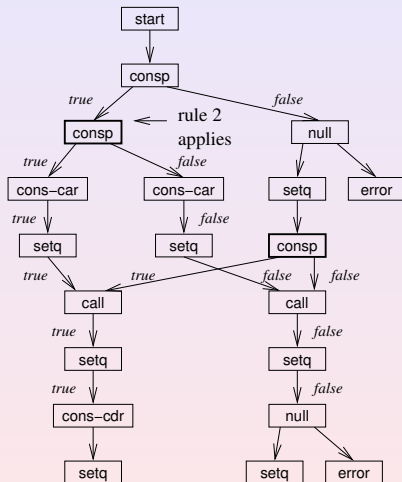 start
consp
true
false
consp
rule 2
applies
null
true
false
cons−car
cons−car
setq
error
true
false
setq
setq
consp
true
true
false
false
call
call
true
false
setq
setq
true
false
cons−cdr
null
setq
setq
error